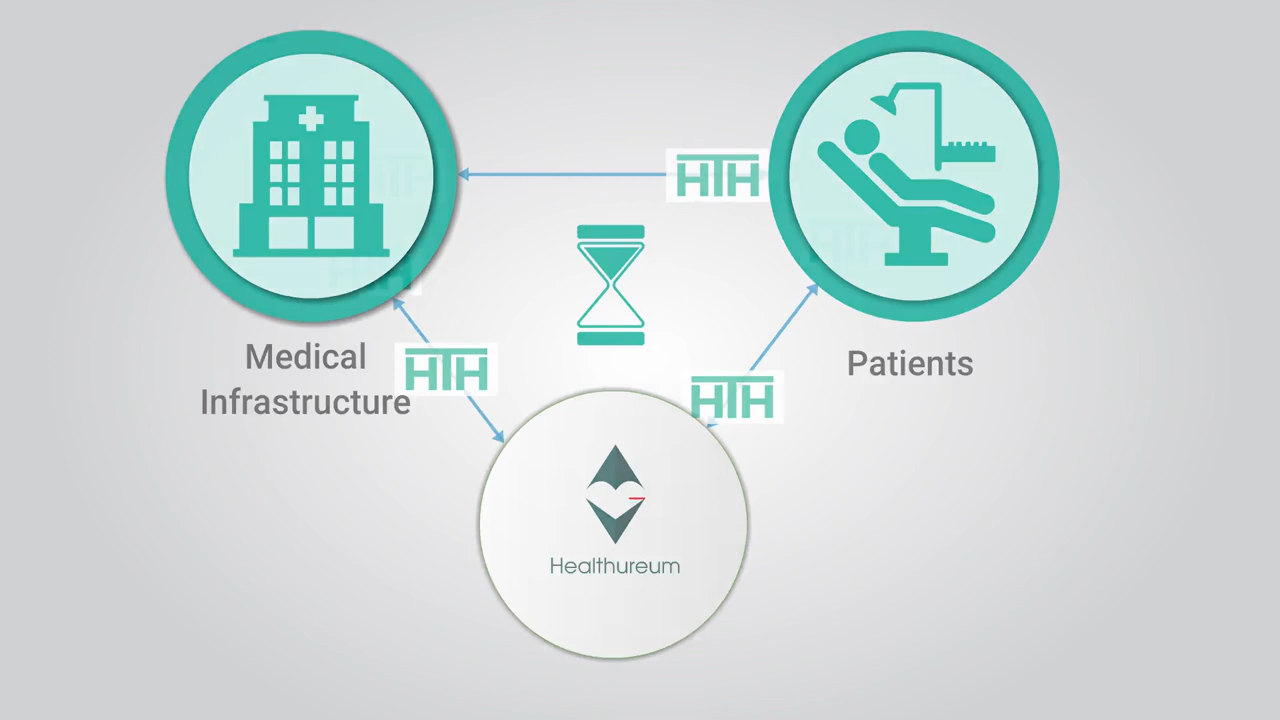 HTH
Medical
Infrastructure
HTH
Patients
HTH
Healthureum